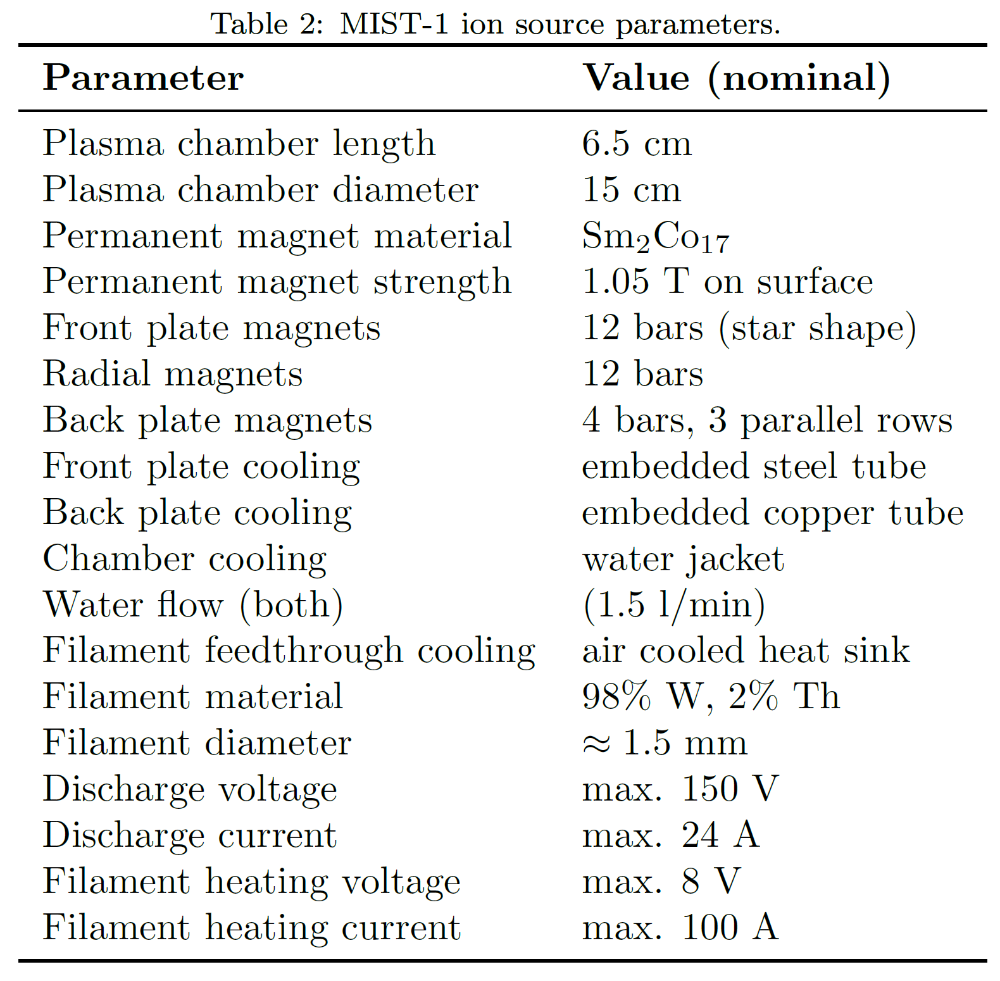 Table 2: MIST-1 ion source parameters.
Parameter Value (nominal)
Plasma chamber length 6.5 cm
Plasma chamber diameter 15 cm
Permanent magnet material Sm₂Co₁₇
Permanent magnet strength 1.05 T on surface
Front plate magnets 12 bars (star shape)
Radial magnets 12 bars
Back plate magnets 4 bars, 3 parallel rows
Front plate cooling embedded steel tube
Back plate cooling embedded copper tube
Chamber cooling water jacket
Water flow (both) (1.5 l/min)
Filament feedthrough cooling air cooled heat sink
Filament material 98% W, 2% Th
Filament diameter ≈ 1.5 mm
Discharge voltage max. 150 V
Discharge current max. 24 A
Filament heating voltage max. 8 V
Filament heating current max. 100 A